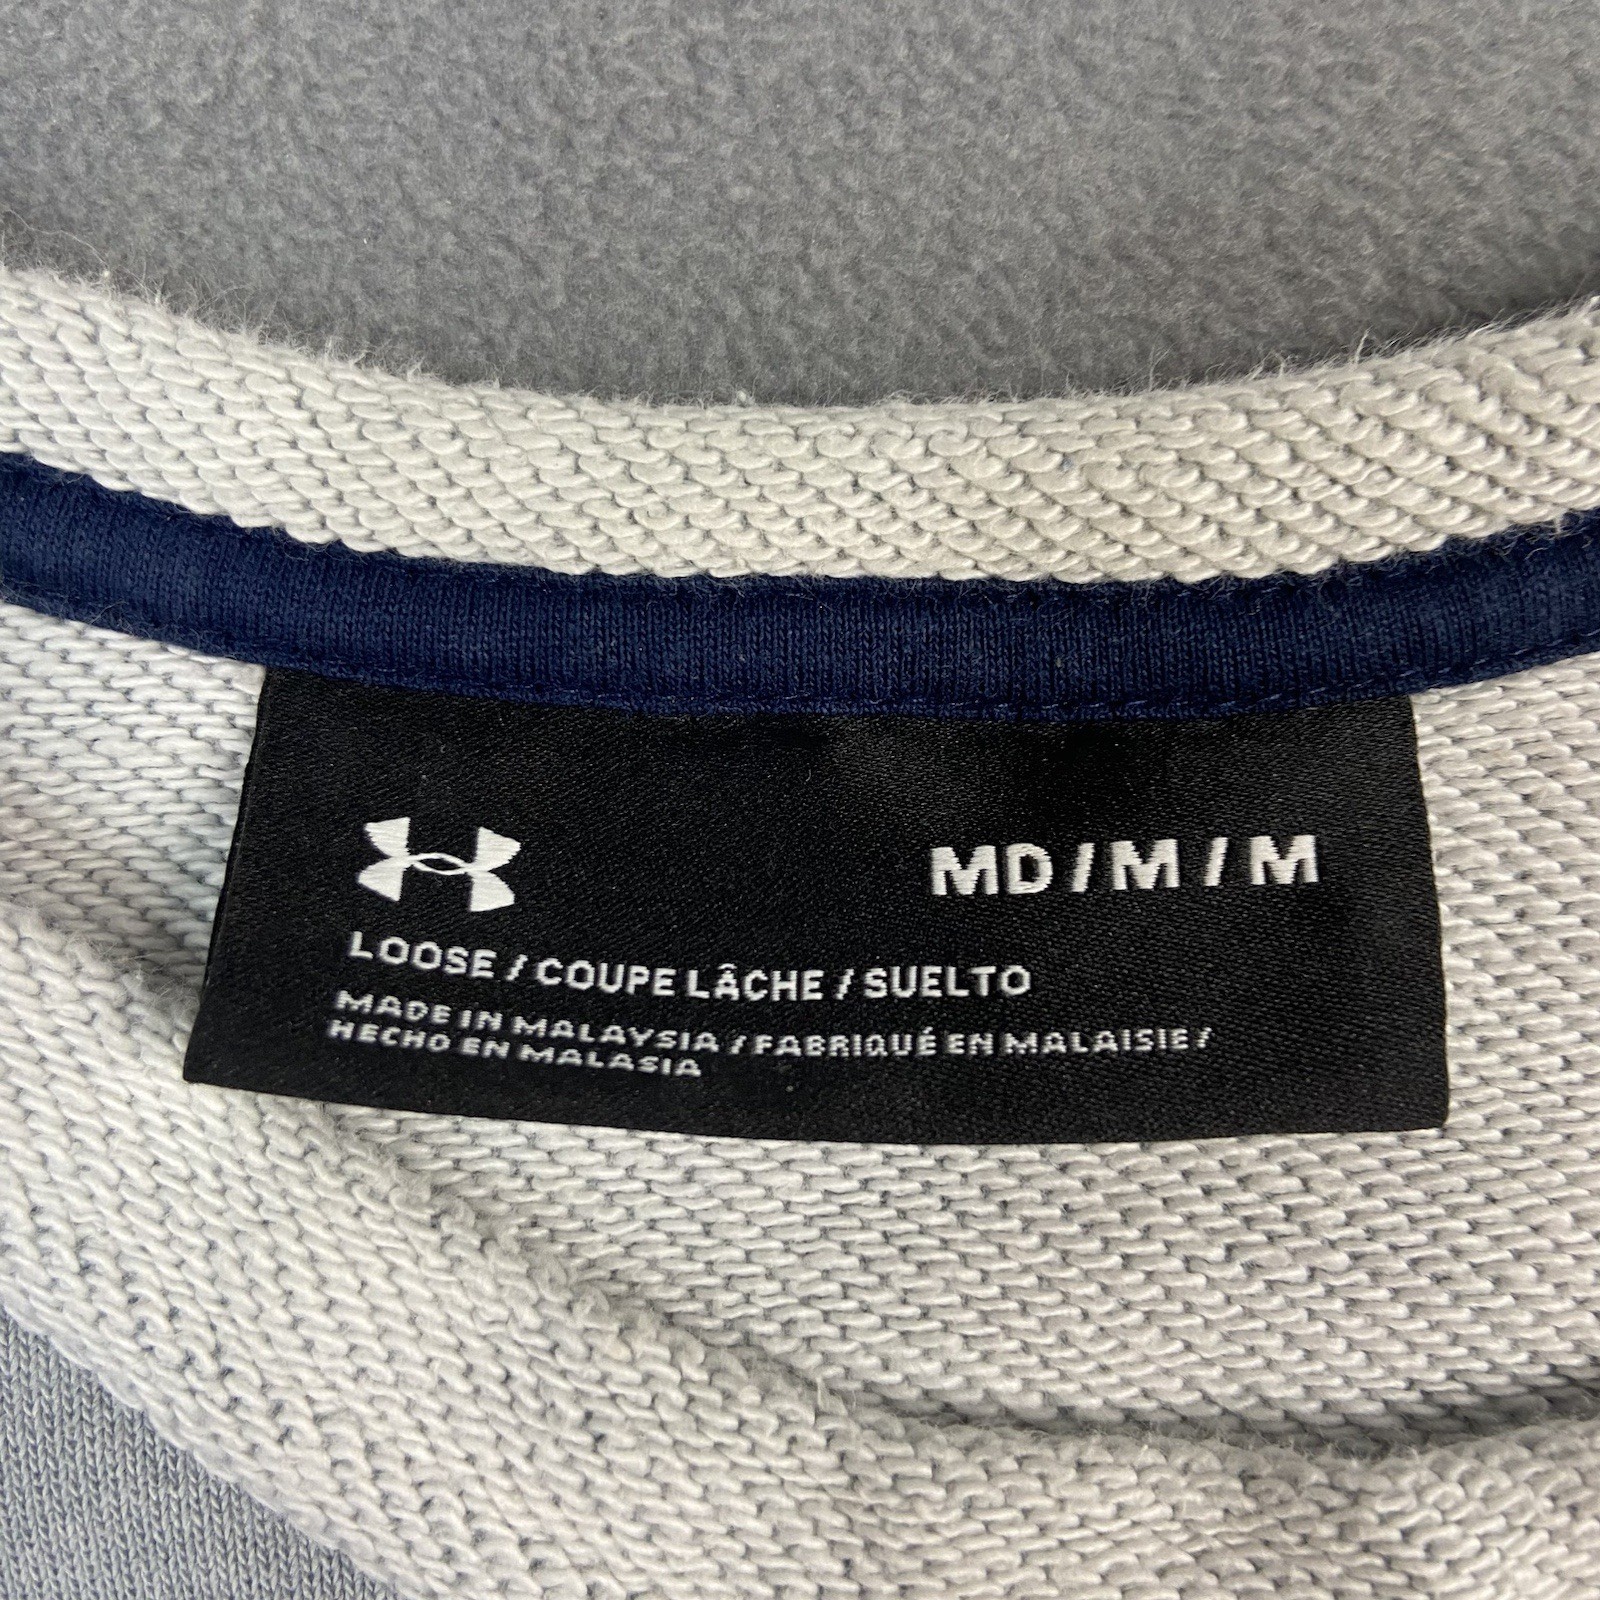 MD / M / M
LOOSE / COUPE LÂCHE / SUELTO
MADE IN MALAYSIA / FABRIQUÉ EN MALAISIE /
HECHO EN MALASIA